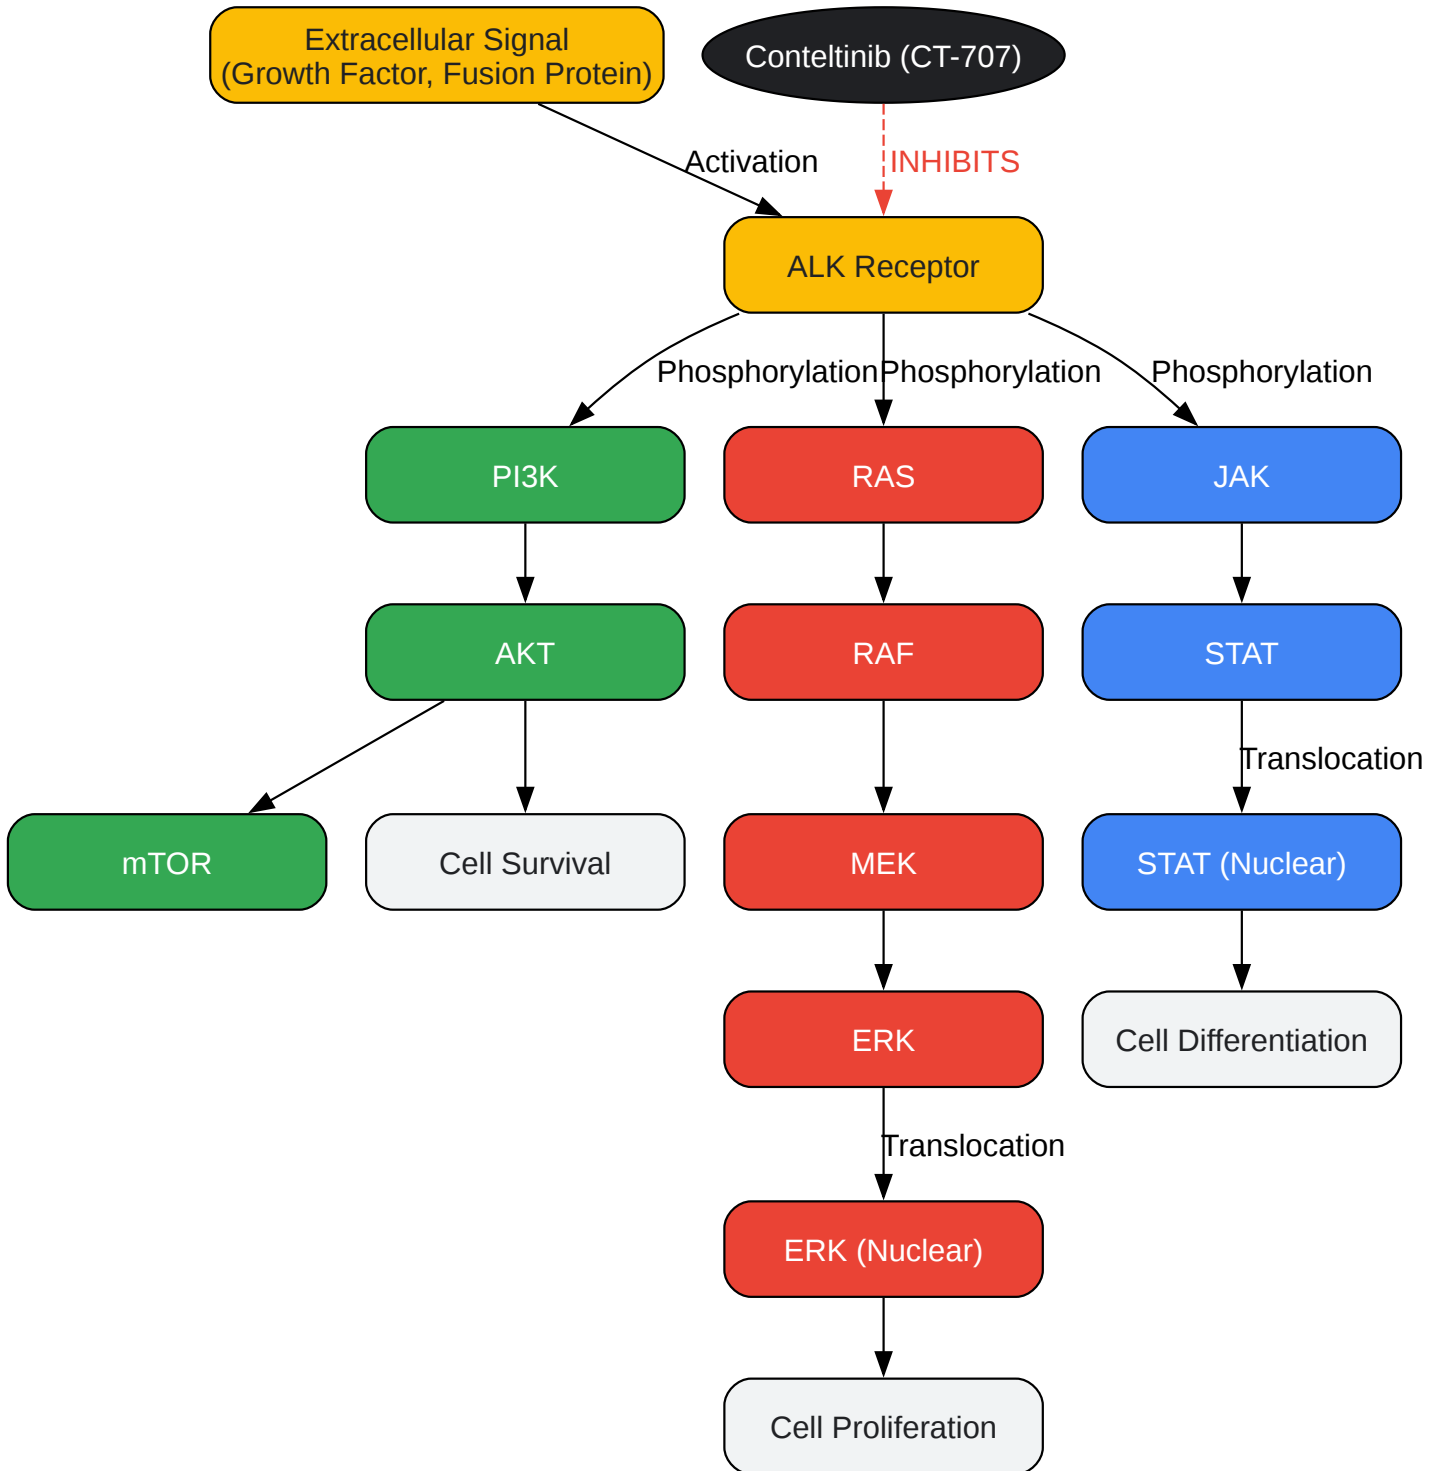 Extracellular Signal
(Growth Factor, Fusion Protein)
Conteltinib (CT-707)
Activation
INHIBITS
ALK Receptor
Phosphorylation
Phosphorylation
Phosphorylation
PI3K
RAS
JAK
AKT
RAF
STAT
Translocation
mTOR
Cell Survival
MEK
STAT (Nuclear)
ERK
Cell Differentiation
Translocation
ERK (Nuclear)
Cell Proliferation